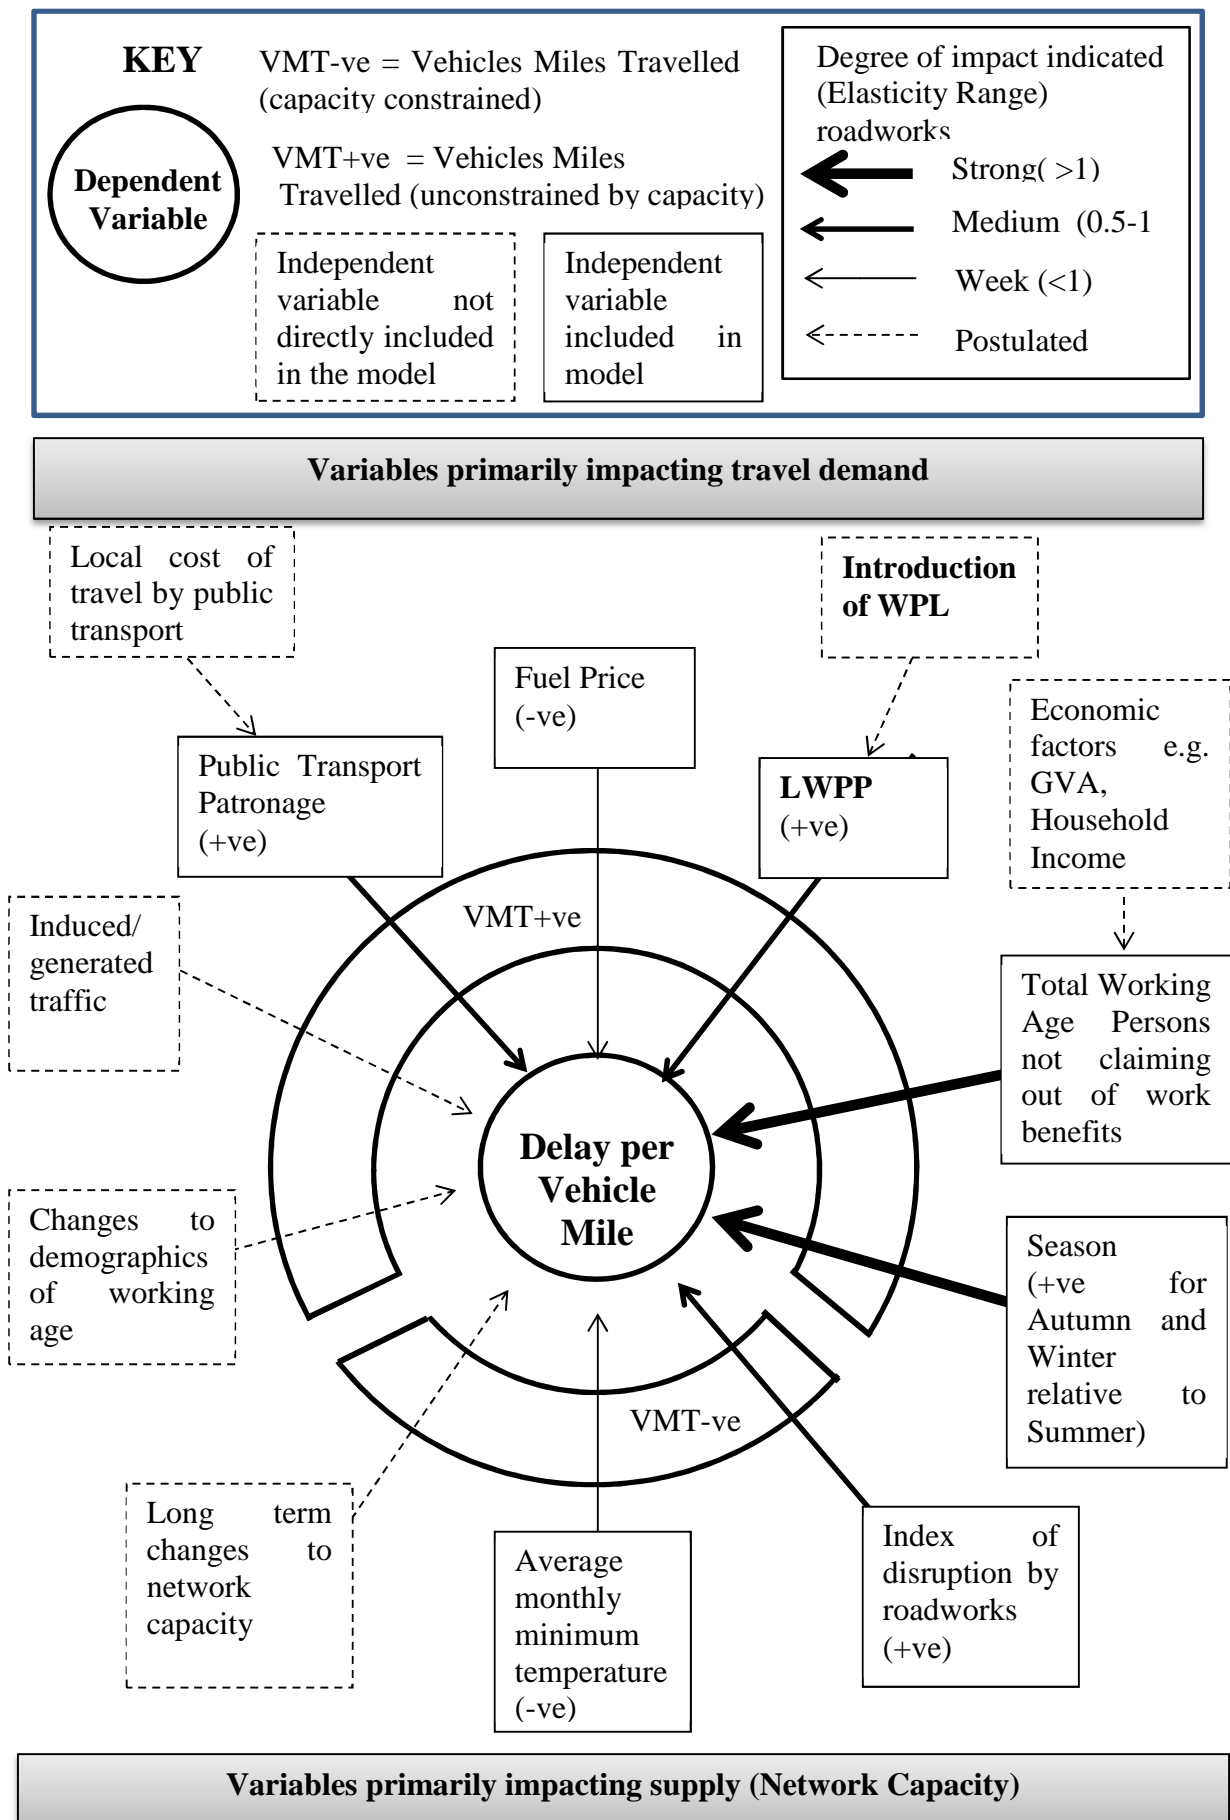 KEY
VMT-ve = Vehicles Miles Travelled
(capacity constrained)
VMT+ve = Vehicles Miles
Travelled (unconstrained by capacity)
Dependent
Variable
Independent
variable not
directly included
in the model
Independent
variable
included in
model
Degree of impact indicated
(Elasticity Range)
roadworks
Strong( >1)
Medium (0.5-1
Week (<1)
Postulated
Variables primarily impacting travel demand
Local cost of
travel by public
transport
Introduction
of WPL
Fuel Price
(-ve)
Economic
factors e.g.
GVA,
Household
Income
Public Transport
Patronage
(+ve)
LWPP
(+ve)
VMT+ve
Induced/
generated
traffic
Total Working
Age Persons
not claiming
out of work
benefits
Delay per
Vehicle
Mile
Changes to
demographics
of working
age
Season
(+ve for
Autumn and
Winter
relative to
Summer)
VMT-ve
Long term
changes to
network
capacity
Average
monthly
minimum
temperature
(-ve)
Index of
disruption by
roadworks
(+ve)
Variables primarily impacting supply (Network Capacity)